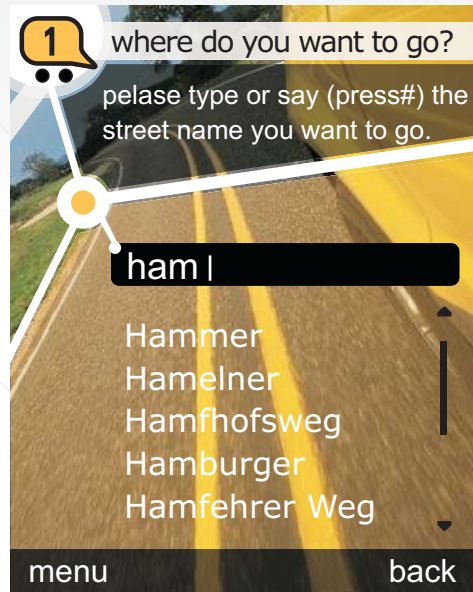 1
where do you want to go?
pelase type or say (press#) the
street name you want to go.
ham
Hammer
Hamelner
Hamfhofsweg
Hamburger
Hamfehrer Weg
menu back